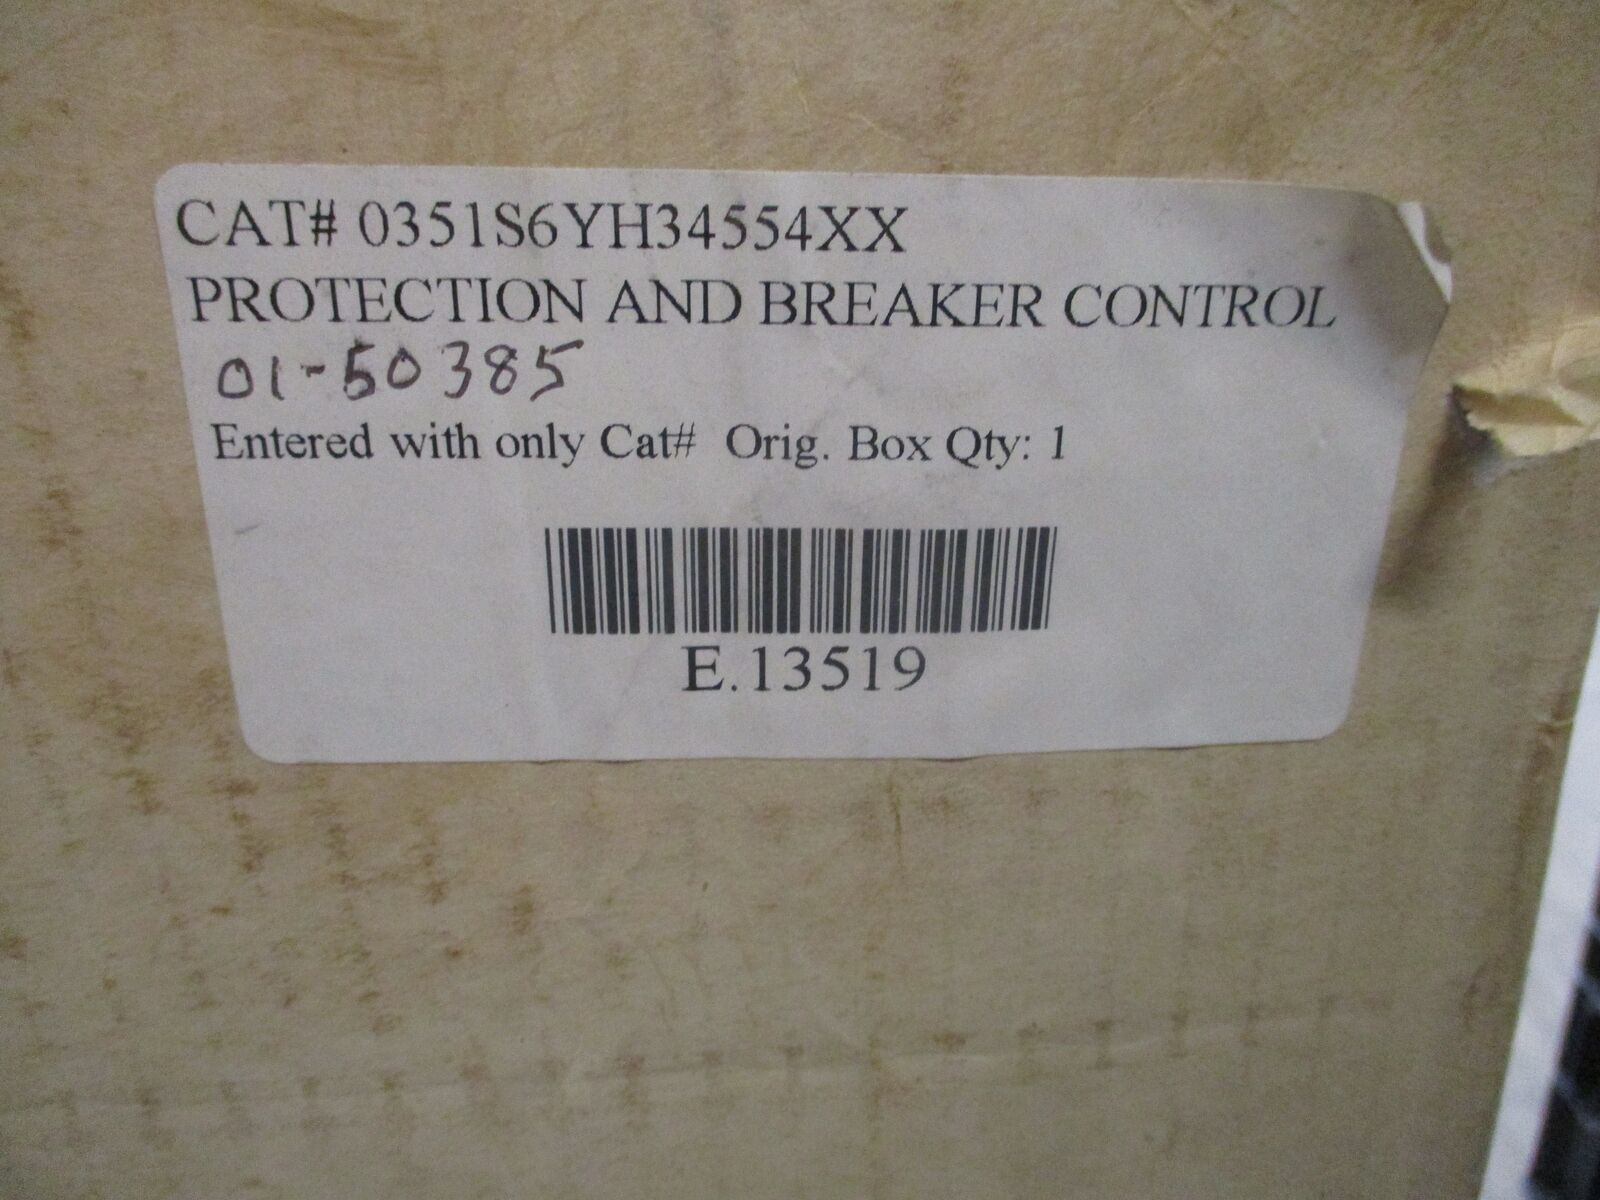 CAT# 0351S6YH34554XX
PROTECTION AND BREAKER CONTROL
01-50385
Entered with only Cat# Orig. Box Qty: 1
E.13519